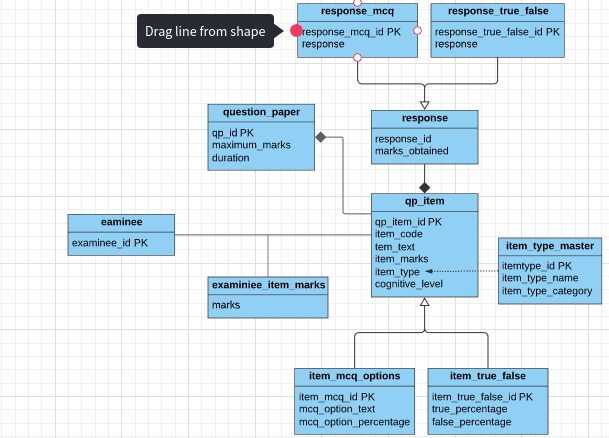 response_mcq
response_mcq_id PK
response
response_true_false
response_true_false_id PK
response
Drag line from shape
question_paper
qp_id PK
maximum_marks
duration
response
response_id
marks_obtained
qp_item
qp_item_id PK
item_code
tem_text
item_marks
item_type
cognitive_level
eaminee
examinee_id PK
item_type_master
itemtype_id PK
item_type_name
item_type_category
examiniee_item_marks
marks
item_mcq_options
item_mcq_id PK
mcq_option_text
mcq_option_percentage
item_true_false
item_true_false_id PK
true_percentage
false_percentage